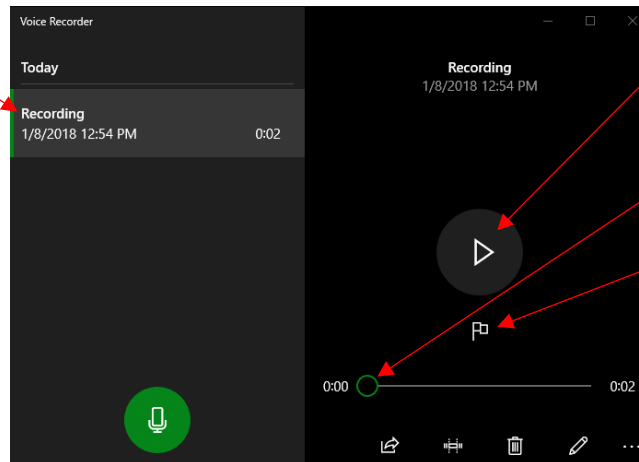 Voice Recorder
Today
Recording
1/8/2018 12:54 PM 0:02
Recording
1/8/2018 12:54 PM
0:00 0:02